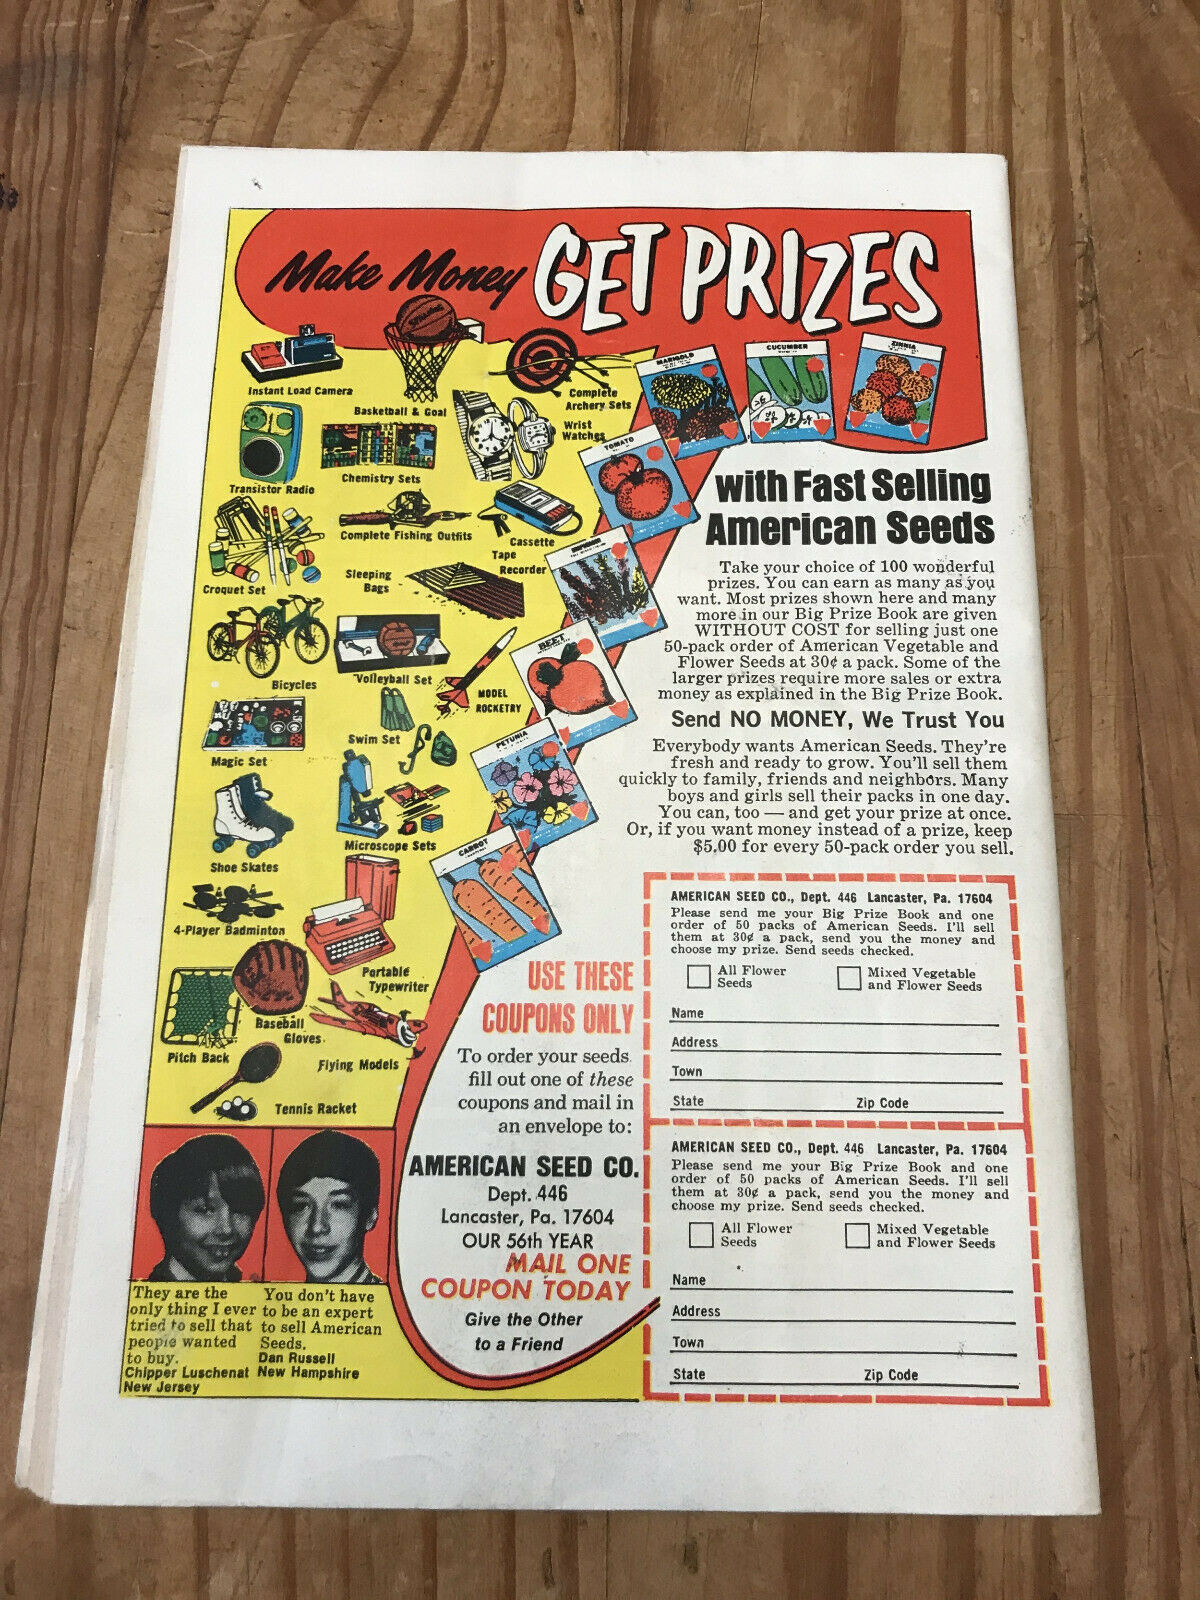 Make Money GET PRIZES
Instant Load Camera
Basketball & Goal
Complete
Archery Sets
Wrist
Watches
Transistor Radio
Chemistry Sets
Complete Fishing Outfits
Cassette
Tape
Recorder
Croquet Set
Sleeping
Bags
Bicycles
Volleyball Set
MODEL
ROCKETRY
Magic Set
Swim Set
Shoe Skates
Microscope Sets
4-Player Badminton
Portable
Typewriter
Pitch Back
Baseball
Gloves
Flying Models
Tennis Racket
MARIGOLD
CUCUMBER
ZINNIA
TOMATO
BEET
PETUNIA
CARROT
with Fast Selling
American Seeds
Take your choice of 100 wonderful
prizes. You can earn as many as you
want. Most prizes shown here and many
more in our Big Prize Book are given
WITHOUT COST for selling just one
50-pack order of American Vegetable and
Flower Seeds at 30¢ a pack. Some of the
larger prizes require more sales or extra
money as explained in the Big Prize Book.
Send NO MONEY, We Trust You
Everybody wants American Seeds. They're
fresh and ready to grow. You'll sell them
quickly to family, friends and neighbors. Many
boys and girls sell their packs in one day.
You can, too — and get your prize at once.
Or, if you want money instead of a prize, keep
$5.00 for every 50-pack order you sell.
USE THESE
COUPONS ONLY
To order your seeds
fill out one of these
coupons and mail in
an envelope to:
AMERICAN SEED CO.
Dept. 446
Lancaster, Pa. 17604
OUR 56th YEAR
MAIL ONE
COUPON TODAY
Give the Other
to a Friend
AMERICAN SEED CO., Dept. 446 Lancaster, Pa. 17604
Please send me your Big Prize Book and one
order of 50 packs of American Seeds. I'll sell
them at 30¢ a pack, send you the money and
choose my prize. Send seeds checked.
All Flower
Seeds
Mixed Vegetable
and Flower Seeds
Name
Address
Town
State Zip Code
AMERICAN SEED CO., Dept. 446 Lancaster, Pa. 17604
Please send me your Big Prize Book and one
order of 50 packs of American Seeds. I'll sell
them at 30¢ a pack, send you the money and
choose my prize. Send seeds checked.
All Flower
Seeds
Mixed Vegetable
and Flower Seeds
Name
Address
Town
State Zip Code
They are the
only thing I ever
tried to sell that
people wanted
to buy.
Chipper Luschenat
New Jersey
You don't have
to be an expert
to sell American
Seeds.
Dan Russell
New Hampshire